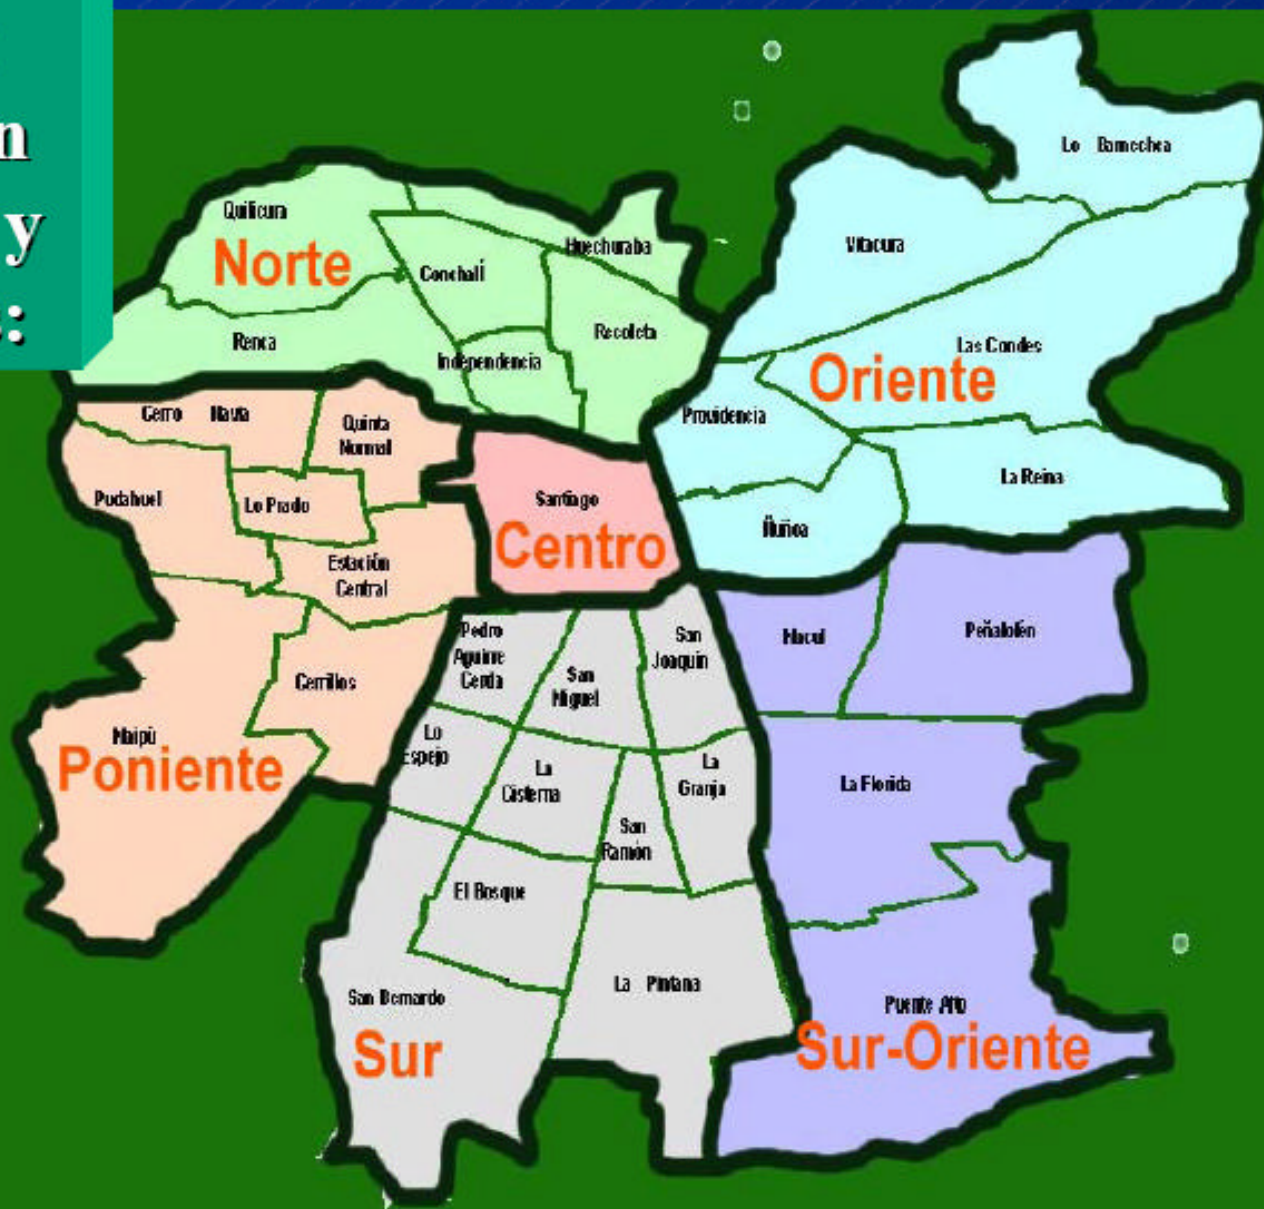 n
y
s:
Lo Barnechea
Quilicura
Norte
Huechuraba
Conchalí
Vitacura
Recoleta
Renca
Independencia
Las Condes
Oriente
Providencia
Cerro Navia
Quinta
Normal
La Reina
Pudahuel
Lo Prado
Santiago
Centro
Ñuñoa
Estación
Central
Pedro
Aguirre
Cerda
San
Joaquín
Macul
Peñalolén
San
Miguel
Cerrillos
Maipú
Poniente
Lo
Espejo
La
Cisterna
La
Granja
La Florida
San
Ramón
El Bosque
La Pintana
San Bernardo
Sur
Puente Alto
Sur-Oriente